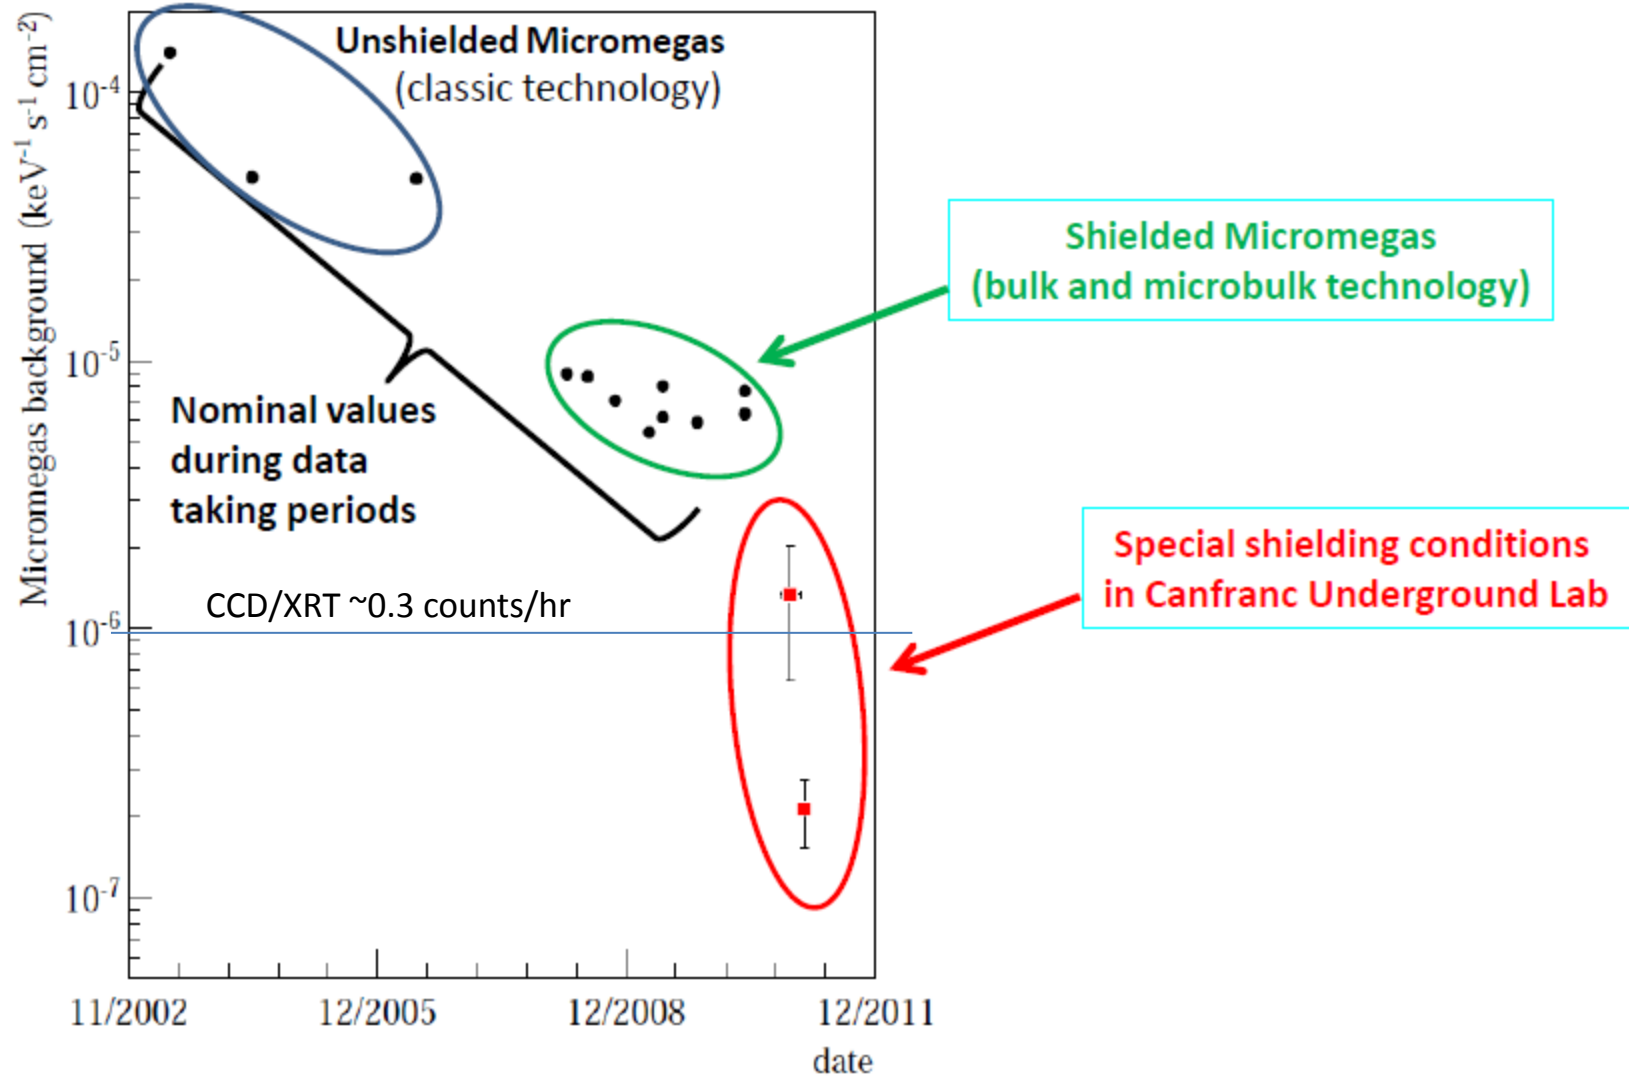 Micromegas background (keV⁻¹ s⁻¹ cm⁻²)
Unshielded Micromegas
(classic technology)
10⁻⁴
Shielded Micromegas
(bulk and microbulk technology)
10⁻⁵
Nominal values
during data
taking periods
Special shielding conditions
in Canfranc Underground Lab
CCD/XRT ~0.3 counts/hr
10⁻⁶
10⁻⁷
11/2002
12/2005
12/2008
12/2011
date